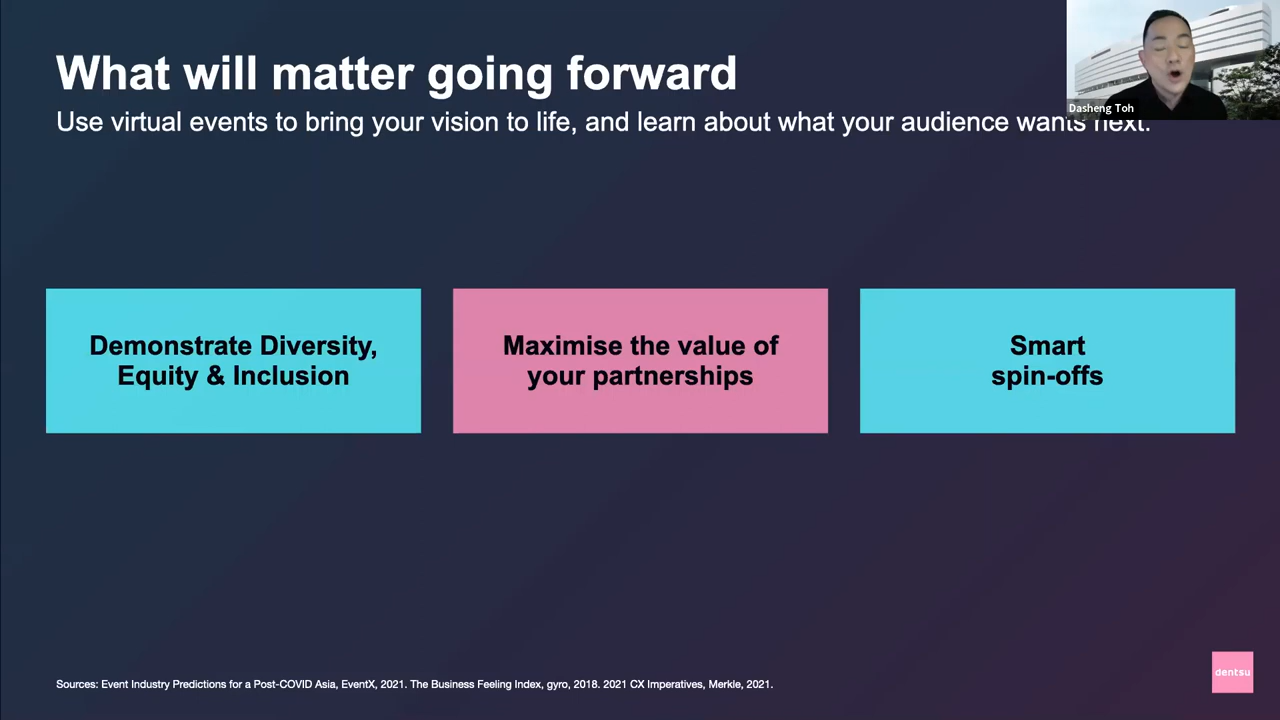 What will matter going forward
Use virtual events to bring your vision to life, and learn about what your audience wants next.
Dasheng Toh
Demonstrate Diversity,
Equity & Inclusion
Maximise the value of
your partnerships
Smart
spin-offs
Sources: Event Industry Predictions for a Post-COVID Asia, EventX, 2021. The Business Feeling Index, gyro, 2018. 2021 CX Imperatives, Merkle, 2021.
dentsu